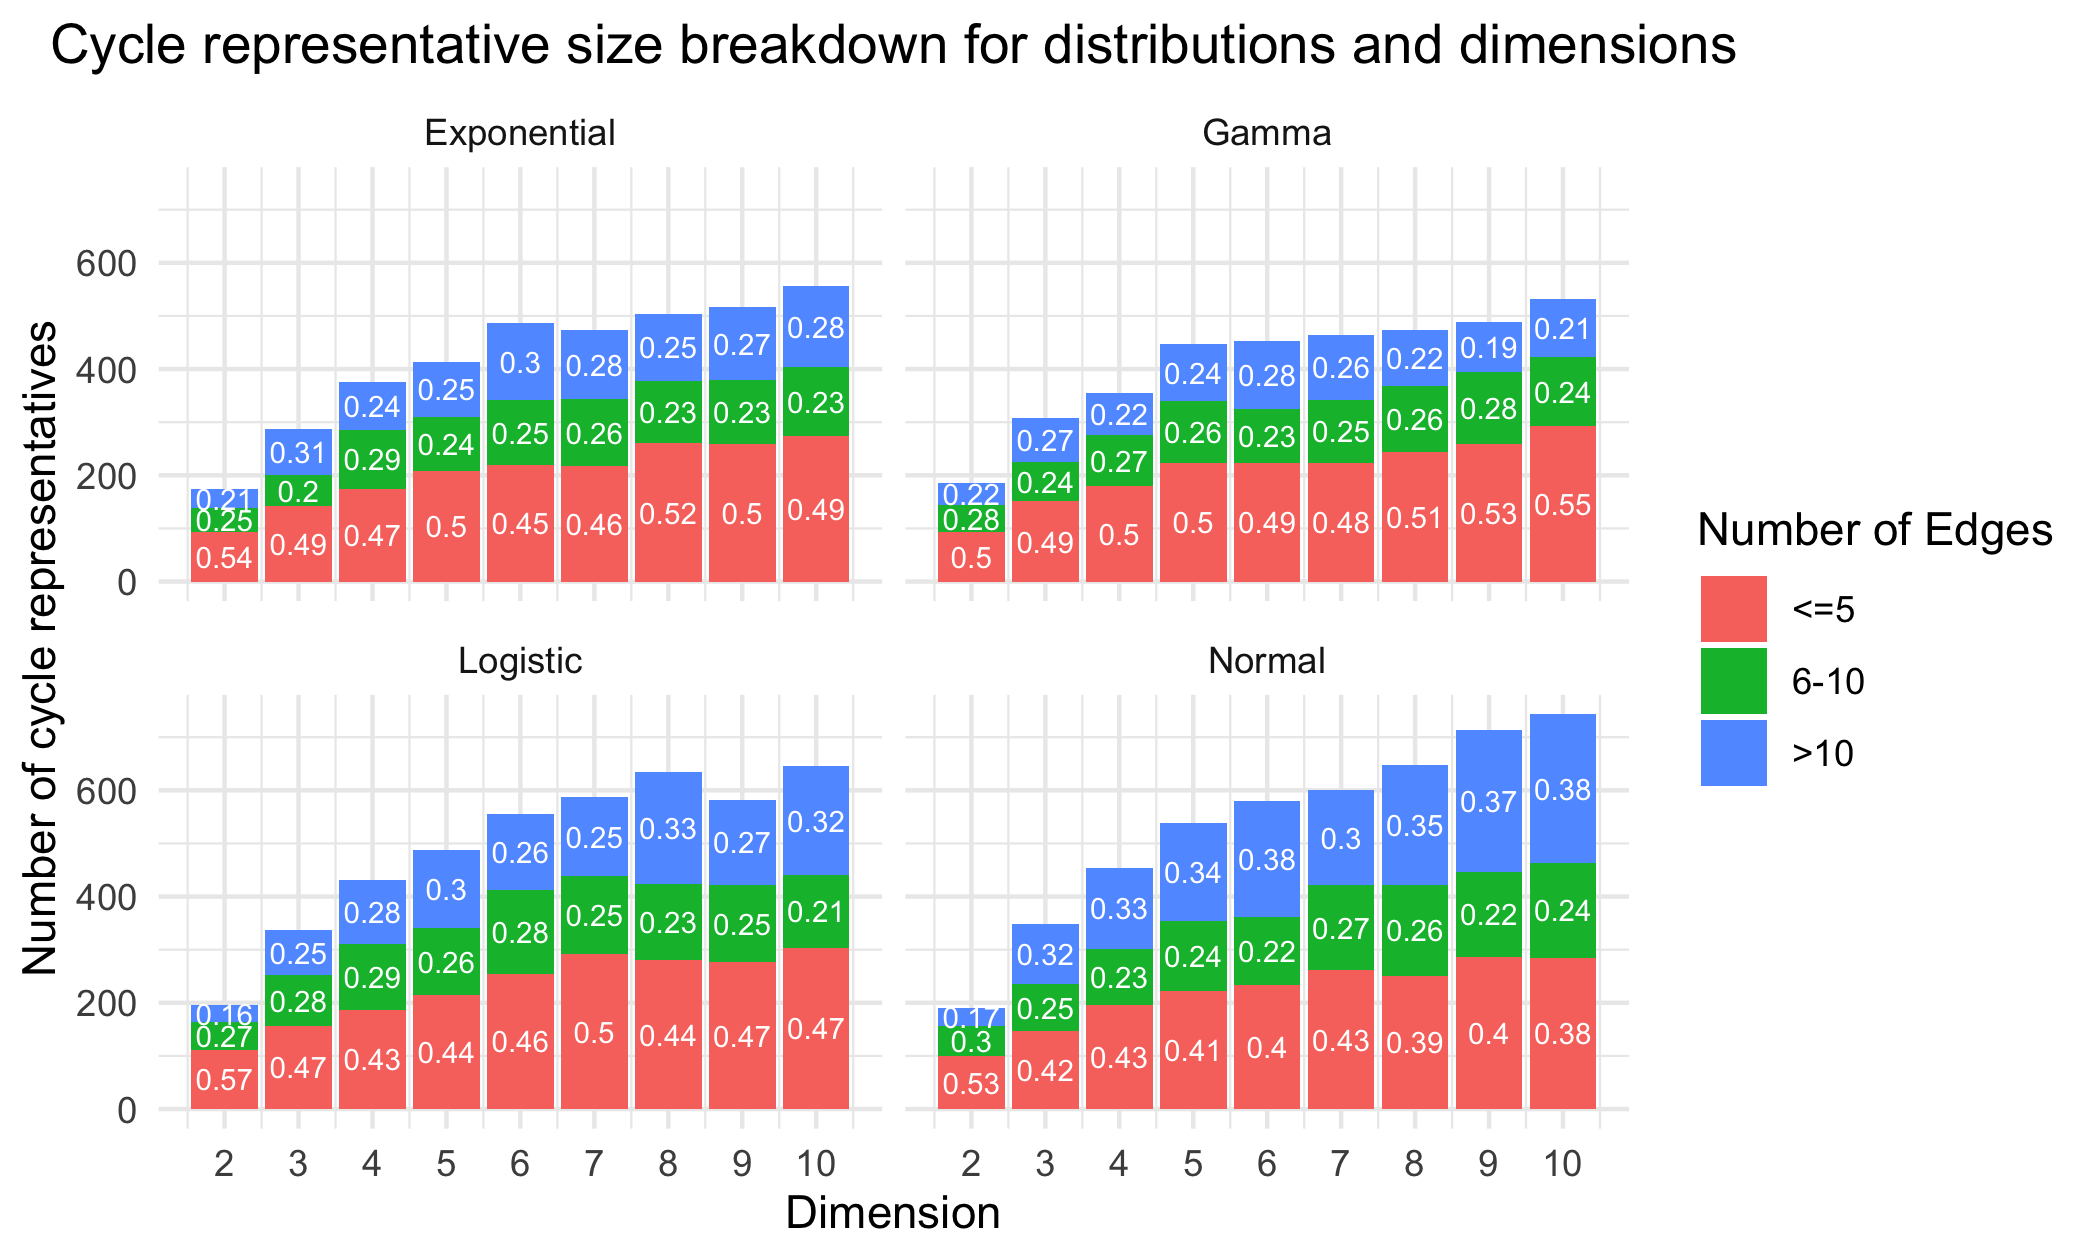 Cycle representative size breakdown for distributions and dimensions
Exponential
Gamma
Number of cycle representatives
600
400
200
0
0.21 0.31 0.24 0.25 0.3 0.28 0.25 0.27 0.28
0.25 0.2 0.29 0.24 0.25 0.26 0.23 0.23 0.23
0.54 0.49 0.47 0.5 0.45 0.46 0.52 0.5 0.49
0.22 0.27 0.22 0.24 0.28 0.26 0.22 0.19 0.21
0.28 0.24 0.27 0.26 0.23 0.25 0.26 0.28 0.24
0.5 0.49 0.5 0.5 0.49 0.48 0.51 0.53 0.55
Logistic
Normal
600
400
200
0
0.16 0.25 0.28 0.3 0.26 0.25 0.33 0.27 0.32
0.27 0.28 0.29 0.26 0.28 0.25 0.23 0.25 0.21
0.57 0.47 0.43 0.44 0.46 0.5 0.44 0.47 0.47
0.17 0.32 0.33 0.34 0.38 0.3 0.35 0.37 0.38
0.3 0.25 0.23 0.24 0.22 0.27 0.26 0.22 0.24
0.53 0.42 0.43 0.41 0.4 0.43 0.39 0.4 0.38
2 3 4 5 6 7 8 9 10
2 3 4 5 6 7 8 9 10
Dimension
Number of Edges
<=5
6-10
>10